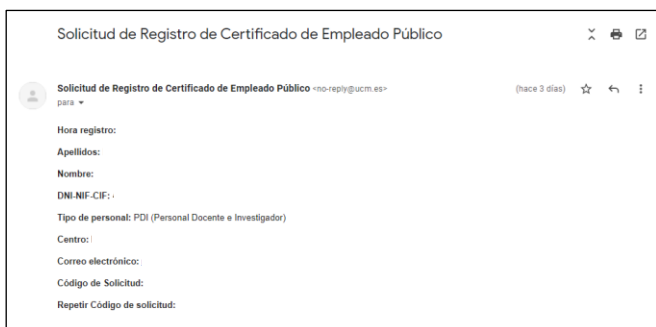 Solicitud de Registro de Certificado de Empleado Público
Solicitud de Registro de Certificado de Empleado Público <no-reply@ucm.es> (hace 3 días)
para
Hora registro:
Apellidos:
Nombre:
DNI-NIF-CIF:
Tipo de personal: PDI (Personal Docente e Investigador)
Centro:
Correo electrónico:
Código de Solicitud:
Repetir Código de solicitud: